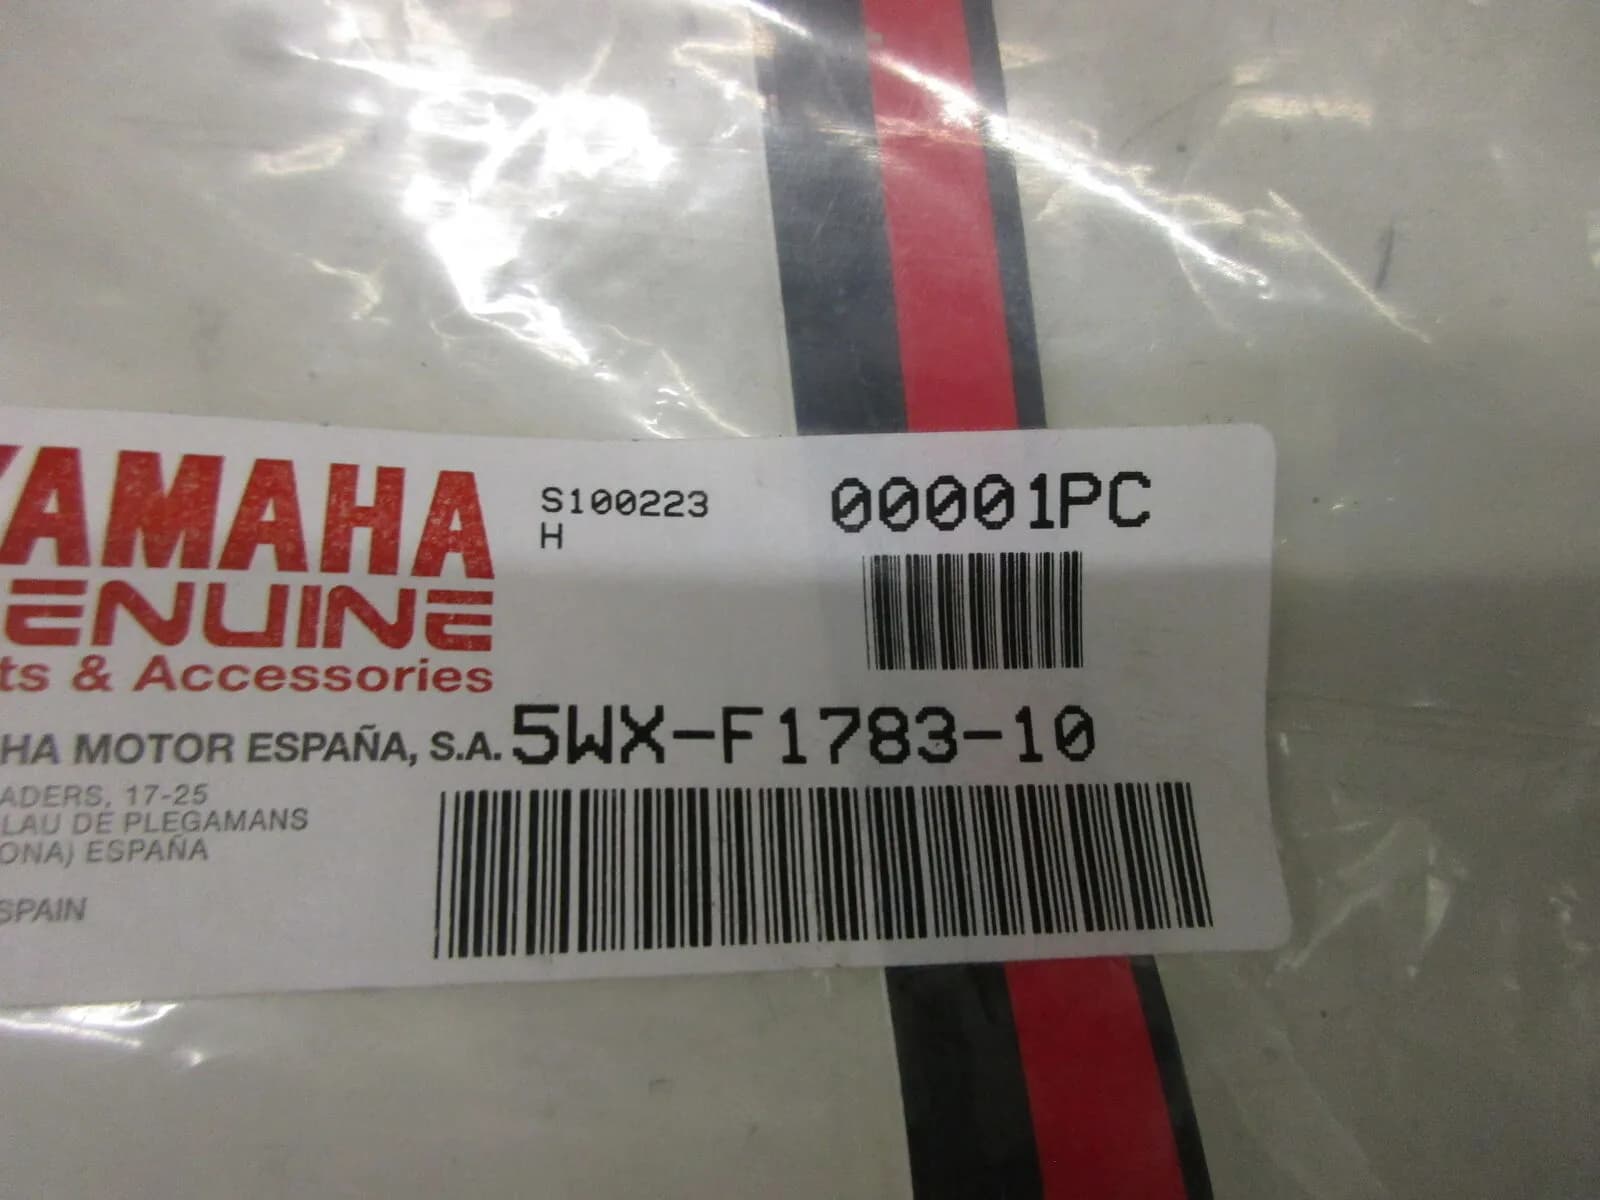 YAMAHA
ENUINE
ts & Accessories
S100223
H
00001PC
HA MOTOR ESPAÑA, S.A.
5WX-F1783-10
ADERS, 17-25
LAU DE PLEGAMANS
ONA) ESPAÑA
SPAIN